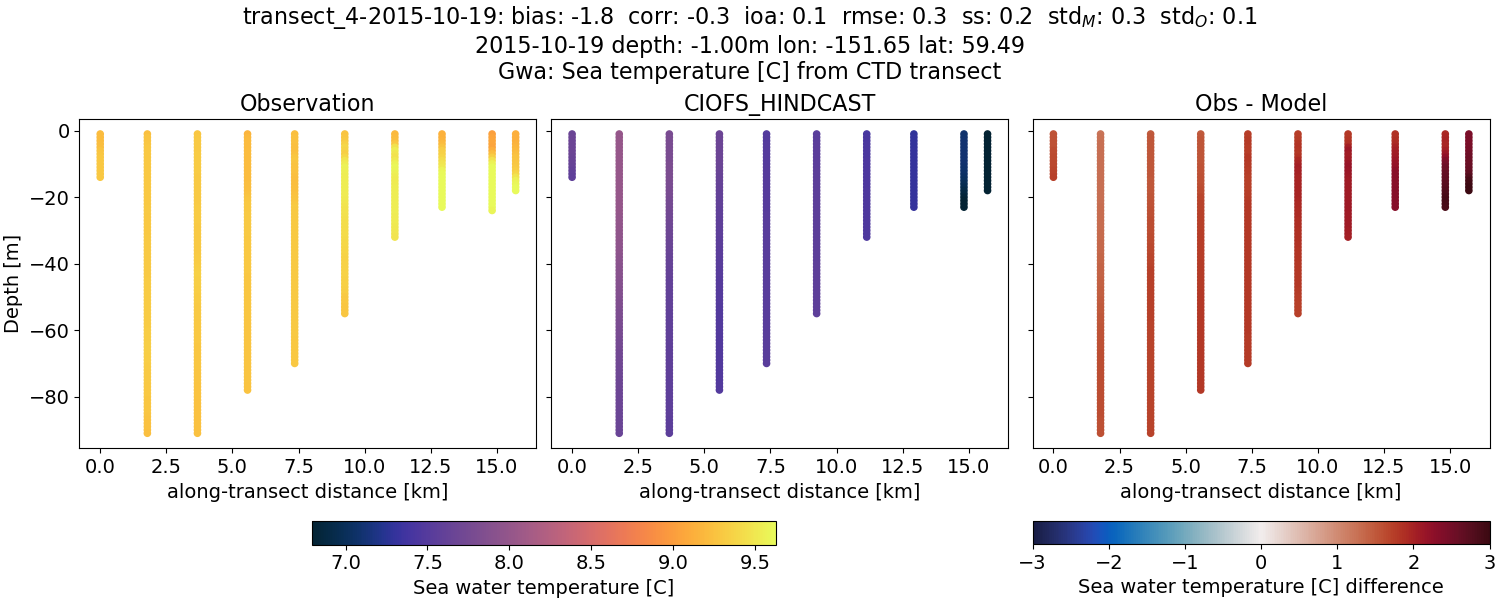 transect_4-2015-10-19: bias: -1.8  corr: -0.3  ioa: 0.1  rmse: 0.3  ss: 0.2  std_M: 0.3  std_O: 0.1
2015-10-19 depth: -1.00m lon: -151.65 lat: 59.49
Gwa: Sea temperature [C] from CTD transect
Observation
CIOFS_HINDCAST
Obs - Model
Depth [m]
0
−20
−40
−60
−80
0.0 2.5 5.0 7.5 10.0 12.5 15.0
along-transect distance [km]
0.0 2.5 5.0 7.5 10.0 12.5 15.0
along-transect distance [km]
0.0 2.5 5.0 7.5 10.0 12.5 15.0
along-transect distance [km]
7.0 7.5 8.0 8.5 9.0 9.5
Sea water temperature [C]
−3 −2 −1 0 1 2 3
Sea water temperature [C] difference